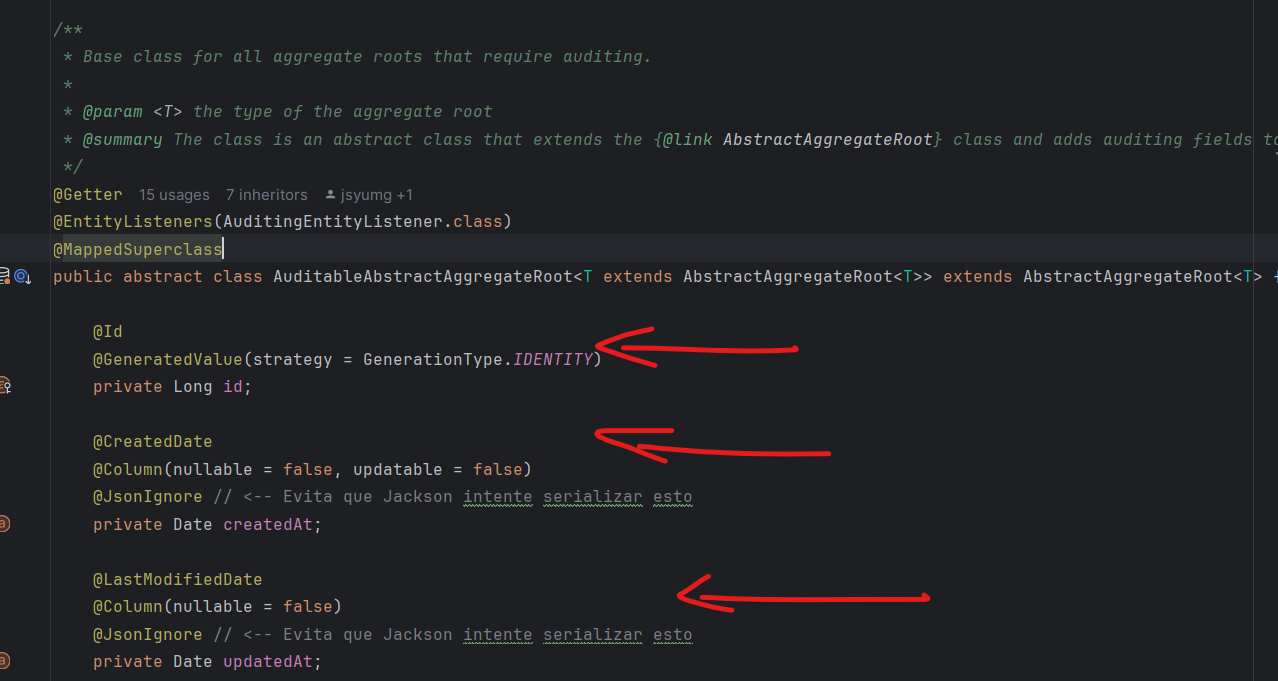 /**
 * Base class for all aggregate roots that require auditing.
 *
 * @param <T> the type of the aggregate root
 * @summary The class is an abstract class that extends the {@link AbstractAggregateRoot} class and adds auditing fields to
 */
@Getter 15 usages 7 inheritors jsyumg +1
@EntityListeners(AuditingEntityListener.class)
@MappedSuperclass
public abstract class AuditableAbstractAggregateRoot<T extends AbstractAggregateRoot<T>> extends AbstractAggregateRoot<T> {
@Id
@GeneratedValue(strategy = GenerationType.IDENTITY)
private Long id;
@CreatedDate
@Column(nullable = false, updatable = false)
@JsonIgnore // <-- Evita que Jackson intente serializar esto
private Date createdAt;
@LastModifiedDate
@Column(nullable = false)
@JsonIgnore // <-- Evita que Jackson intente serializar esto
private Date updatedAt;